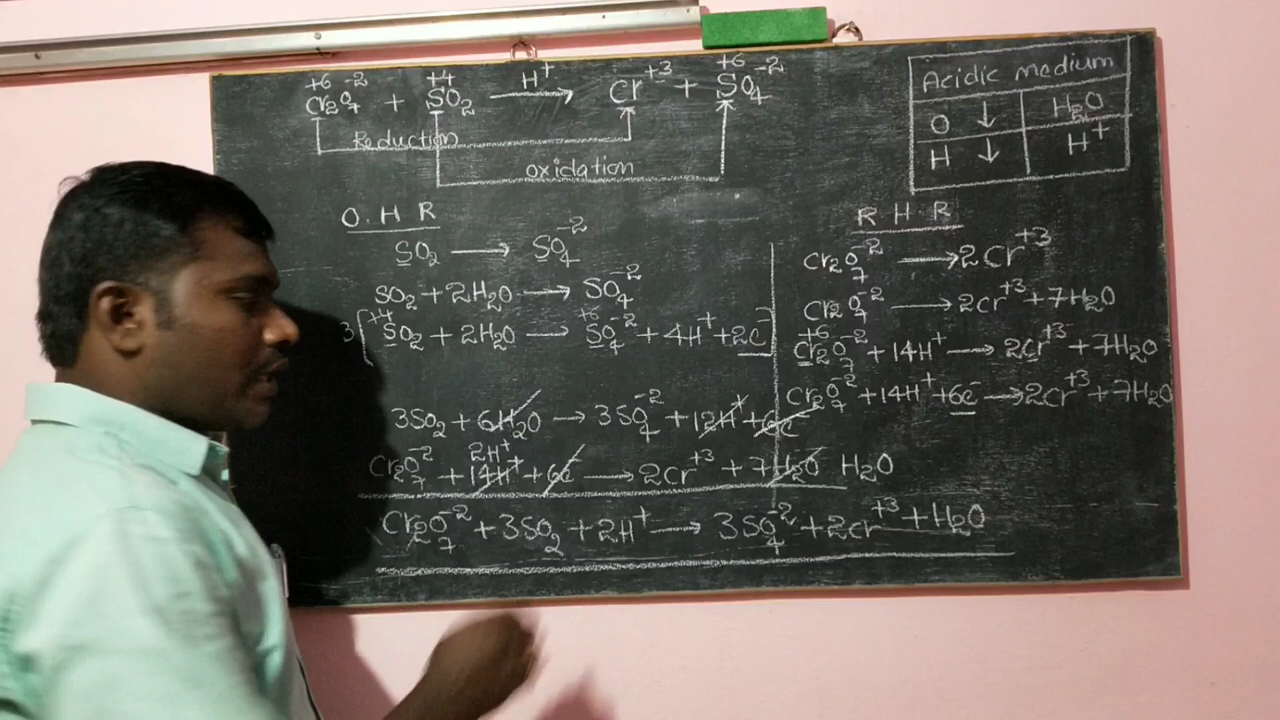 +6 -2 +4 +6
Cr₂O₇ + SO₂ —H⁺→ Cr⁺³ + SO₄⁻²
Reduction
oxidation
Acidic medium
O ↓ H₂O
H ↓ H⁺
O. H R
SO₂ ⟶ SO₄⁻²
SO₂ + 2H₂O ⟶ SO₄⁻²
+4 +6
3[SO₂ + 2H₂O ⟶ SO₄⁻² + 4H⁺ + 2e⁻]
R H R
Cr₂O₇⁻² ⟶ 2Cr⁺³
Cr₂O₇⁻² ⟶ 2Cr⁺³ + 7H₂O
+6
Cr₂O₇⁻² + 14H⁺ ⟶ 2Cr⁺³ + 7H₂O
Cr₂O₇⁻² + 14H⁺ + 6e⁻ ⟶ 2Cr⁺³ + 7H₂O
3SO₂ + 6H₂O ⟶ 3SO₄⁻² + 12H⁺ + 6e⁻
2H⁺
Cr₂O₇⁻² + 14H⁺ + 6e⁻ ⟶ 2Cr⁺³ + 7H₂O H₂O
Cr₂O₇⁻² + 3SO₂ + 2H⁺ ⟶ 3SO₄⁻² + 2Cr⁺³ + H₂O